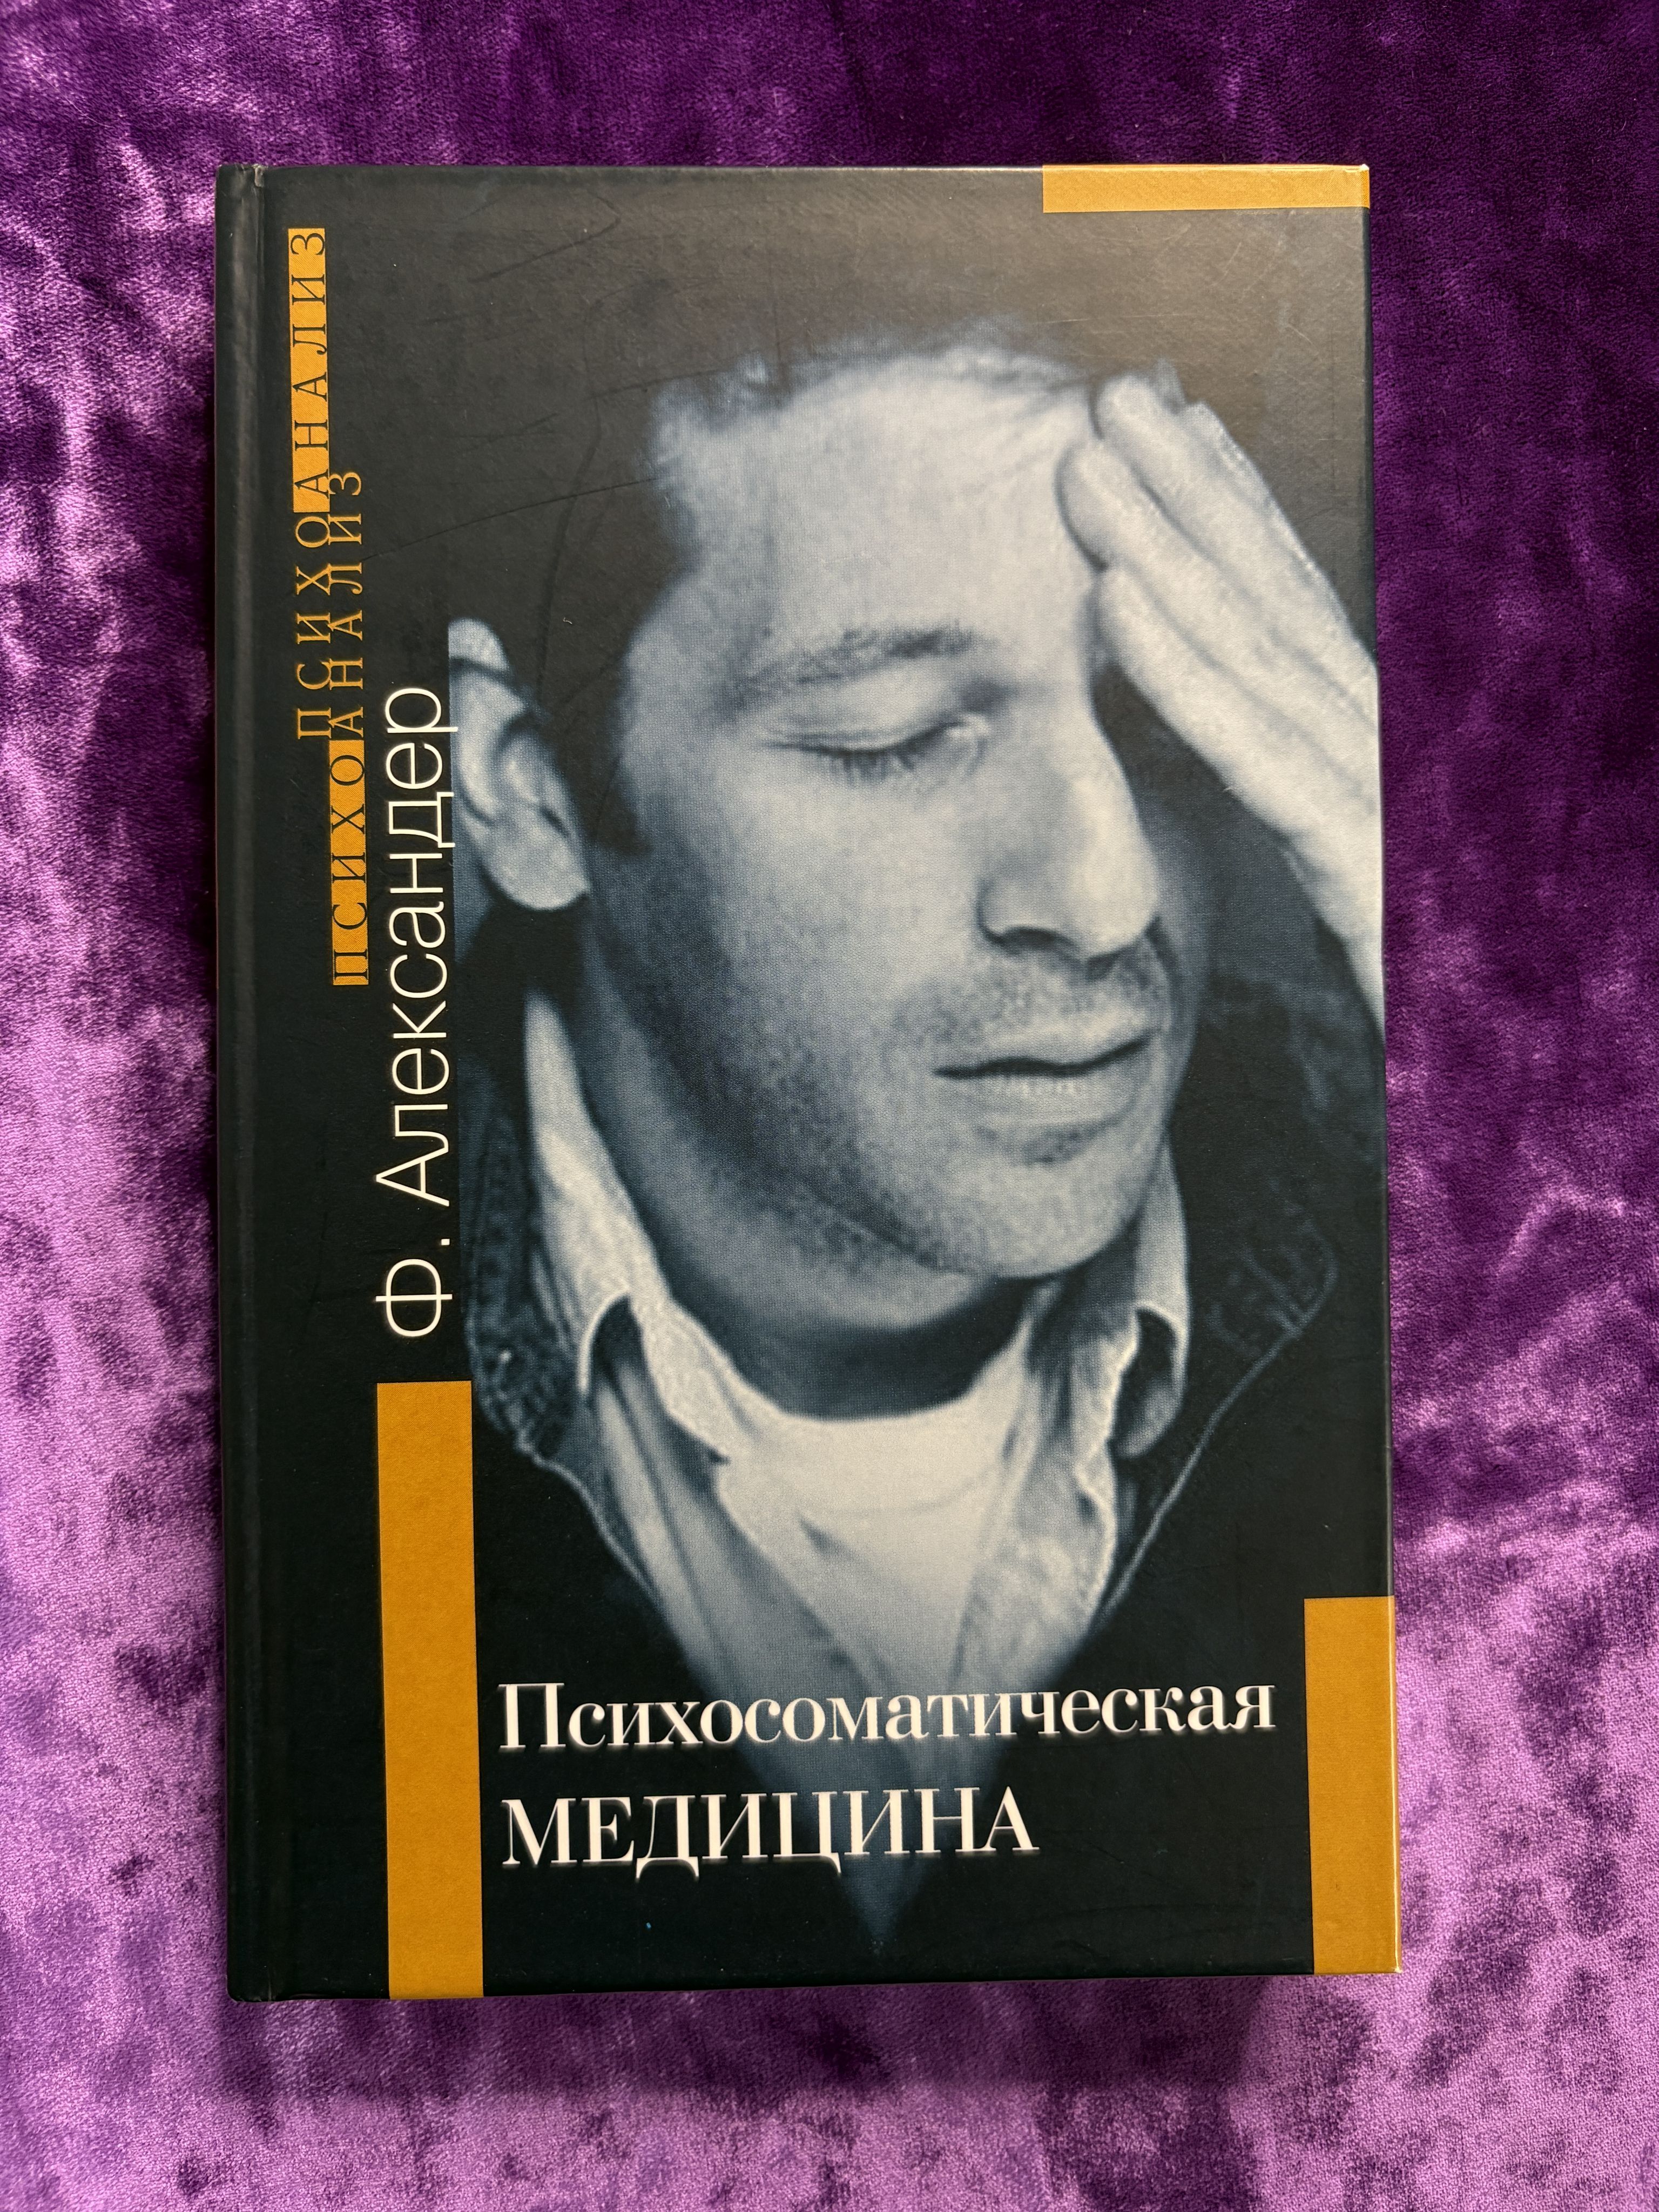 ПСИХОАНАЛИЗ
ПСИХОАНАЛИЗ
Ф. Александер
Психосоматическая
МЕДИЦИНА